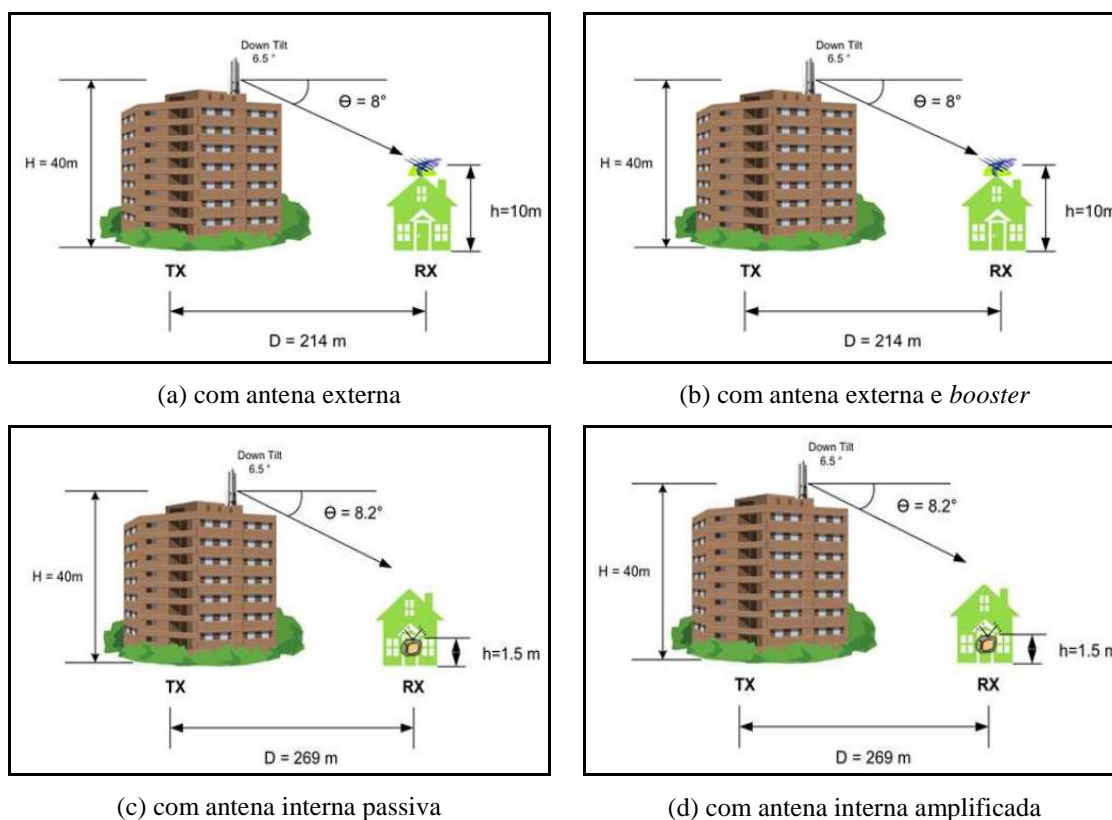 Down Tilt
6.5 °
ϴ = 8°
H = 40m
h=10m
TX
RX
D = 214 m
(a) com antena externa
Down Tilt
6.5 °
ϴ = 8°
H = 40m
h=10m
TX
RX
D = 214 m
(b) com antena externa e booster
Down Tilt
6.5 °
ϴ = 8.2°
H = 40m
h=1.5 m
TX
RX
D = 269 m
(c) com antena interna passiva
Down Tilt
6.5 °
ϴ = 8.2°
H = 40m
h=1.5 m
TX
RX
D = 269 m
(d) com antena interna amplificada